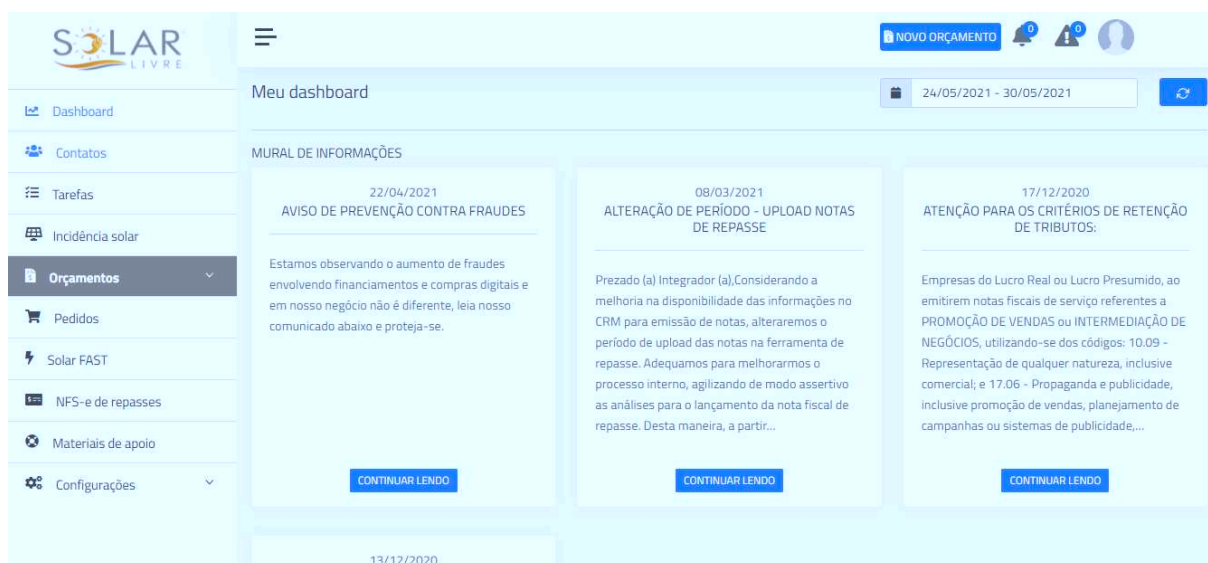 SOLAR
LIVRE
NOVO ORÇAMENTO
0
0
Meu dashboard
24/05/2021 - 30/05/2021
Dashboard
Contatos
Tarefas
Incidência solar
Orçamentos
Pedidos
Solar FAST
NFS-e de repasses
Materiais de apoio
Configurações
MURAL DE INFORMAÇÕES
22/04/2021
AVISO DE PREVENÇÃO CONTRA FRAUDES
Estamos observando o aumento de fraudes
envolvendo financiamentos e compras digitais e
em nosso negócio não é diferente, leia nosso
comunicado abaixo e proteja-se.
CONTINUAR LENDO
08/03/2021
ALTERAÇÃO DE PERÍODO - UPLOAD NOTAS
DE REPASSE
Prezado (a) Integrador (a),Considerando a
melhoria na disponibilidade das informações no
CRM para emissão de notas, alteraremos o
período de upload das notas na ferramenta de
repasse. Adequamos para melhorarmos o
processo interno, agilizando de modo assertivo
as análises para o lançamento da nota fiscal de
repasse. Desta maneira, a partir...
CONTINUAR LENDO
17/12/2020
ATENÇÃO PARA OS CRITÉRIOS DE RETENÇÃO
DE TRIBUTOS:
Empresas do Lucro Real ou Lucro Presumido, ao
emitirem notas fiscais de serviço referentes a
PROMOÇÃO DE VENDAS ou INTERMEDIAÇÃO DE
NEGÓCIOS, utilizando-se dos códigos: 10.09 -
Representação de qualquer natureza, inclusive
comercial; e 17.06 - Propaganda e publicidade,
inclusive promoção de vendas, planejamento de
campanhas ou sistemas de publicidade,...
CONTINUAR LENDO
13/12/2020